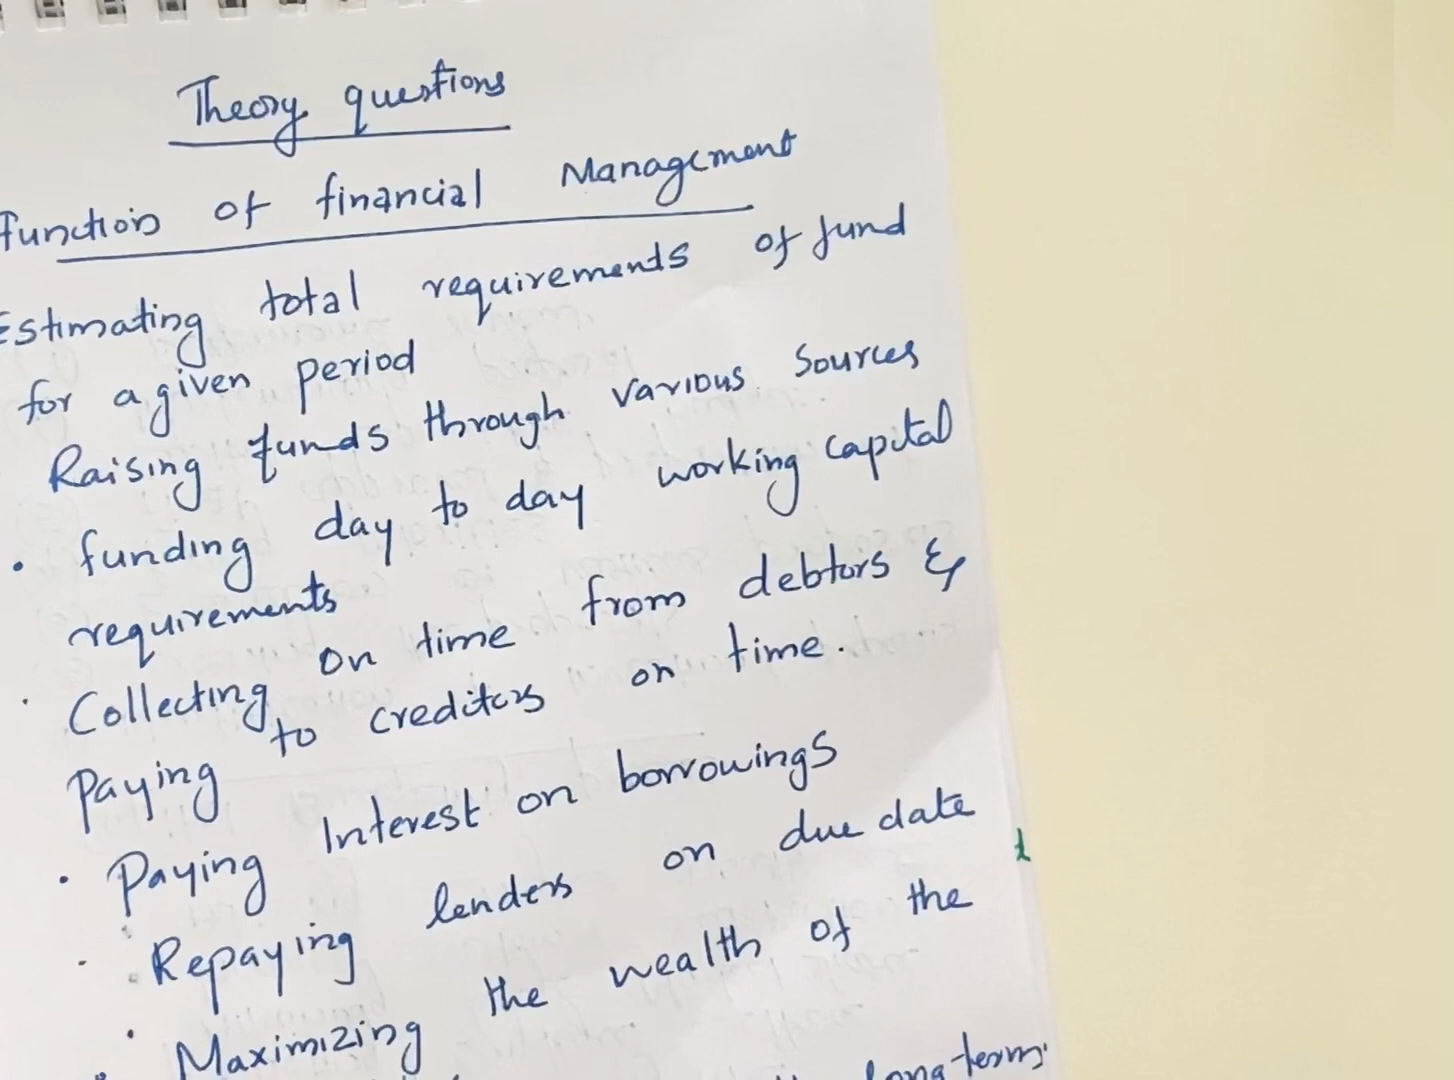 Theory questions
function of financial Management
Estimating total requirements of fund
for a given period
Raising funds through various sources
• funding day to day working capital
requirements
• Collecting on time from debtors &
Paying to creditors on time.
• Paying Interest on borrowings
• Repaying lenders on due date
• Maximizing the wealth of the
long term